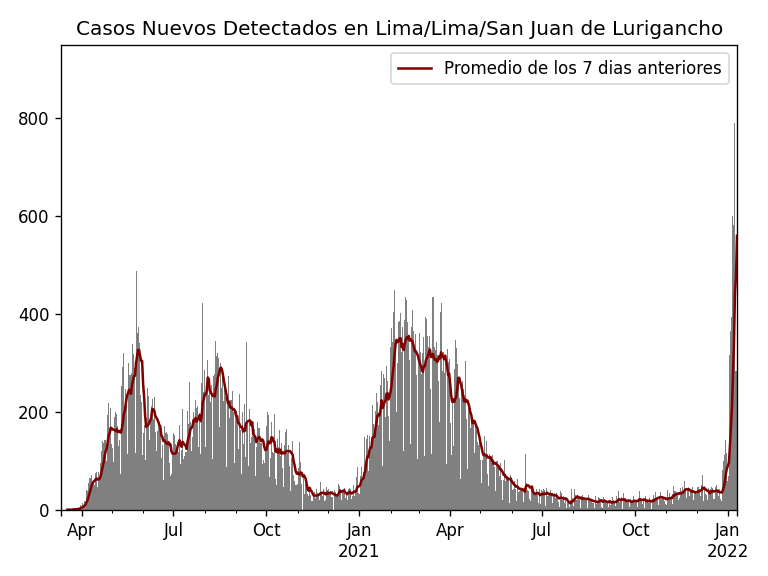 Casos Nuevos Detectados en Lima/Lima/San Juan de Lurigancho
Promedio de los 7 dias anteriores
800
600
400
200
0
Apr Jul Oct Jan Apr Jul Oct Jan
2021 2022